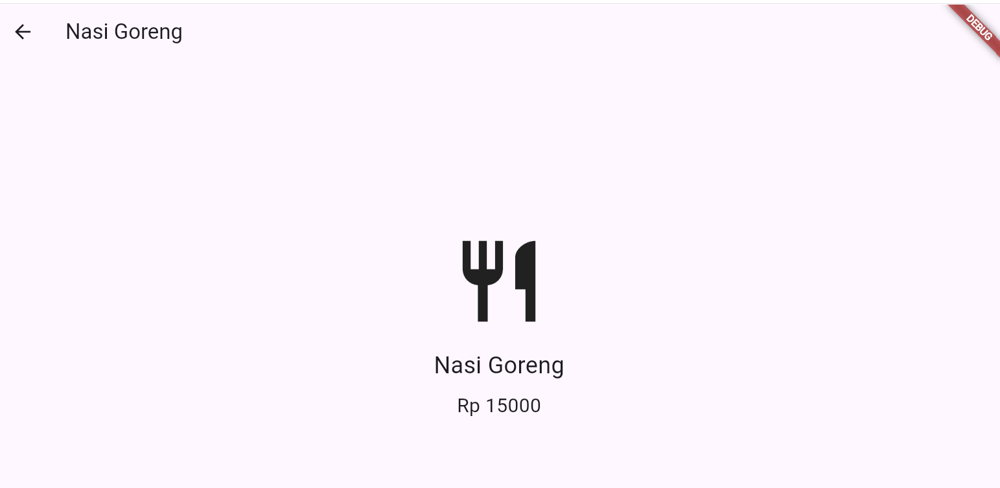 Nasi Goreng
DEBUG
Nasi Goreng
Rp 15000